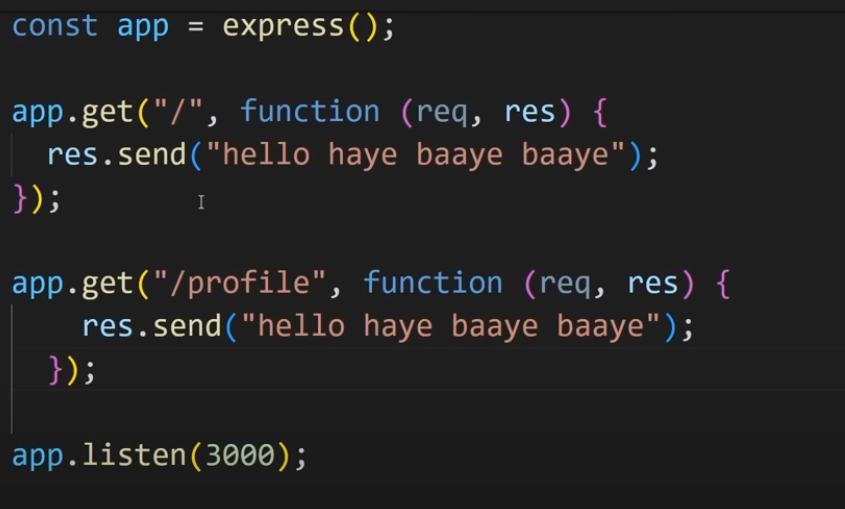 const app = express();
app.get("/", function (req, res) {
res.send("hello haye baaye baaye");
});
app.get("/profile", function (req, res) {
res.send("hello haye baaye baaye");
});
app.listen(3000);